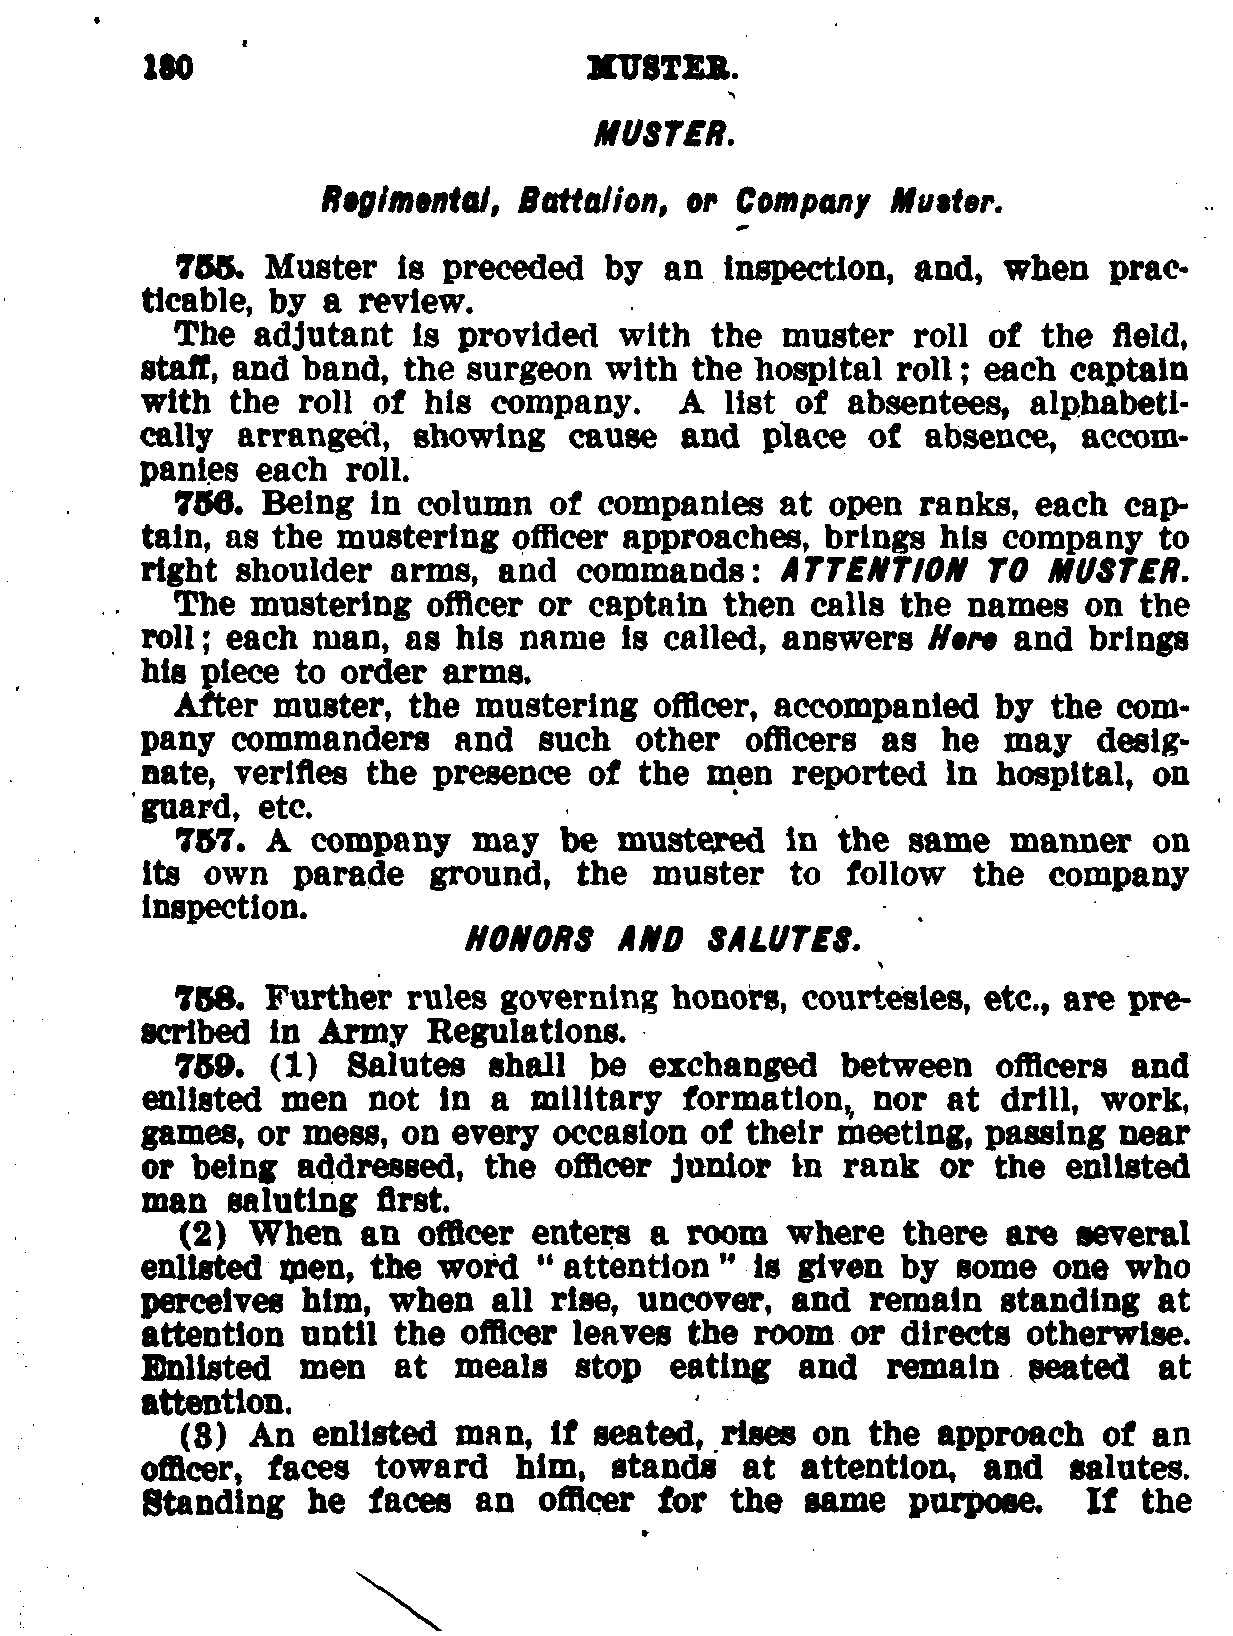 180 MUSTER.
MUSTER.
Regimental, Battalion, or Company Muster.
755. Muster is preceded by an inspection, and, when prac-
ticable, by a review.
The adjutant is provided with the muster roll of the field,
staff, and band, the surgeon with the hospital roll; each captain
with the roll of his company. A list of absentees, alphabeti-
cally arranged, showing cause and place of absence, accom-
panies each roll.
756. Being in column of companies at open ranks, each cap-
tain, as the mustering officer approaches, brings his company to
right shoulder arms, and commands: ATTENTION TO MUSTER.
The mustering officer or captain then calls the names on the
roll; each man, as his name is called, answers Here and brings
his piece to order arms.
After muster, the mustering officer, accompanied by the com-
pany commanders and such other officers as he may desig-
nate, verifies the presence of the men reported in hospital, on
guard, etc.
757. A company may be mustered in the same manner on
its own parade ground, the muster to follow the company
inspection.
HONORS AND SALUTES.
758. Further rules governing honors, courtesies, etc., are pre-
scribed in Army Regulations.
759. (1) Salutes shall be exchanged between officers and
enlisted men not in a military formation, nor at drill, work,
games, or mess, on every occasion of their meeting, passing near
or being addressed, the officer junior in rank or the enlisted
man saluting first.
(2) When an officer enters a room where there are several
enlisted men, the word "attention" is given by some one who
perceives him, when all rise, uncover, and remain standing at
attention until the officer leaves the room or directs otherwise.
Enlisted men at meals stop eating and remain seated at
attention.
(3) An enlisted man, if seated, rises on the approach of an
officer, faces toward him, stands at attention, and salutes.
Standing he faces an officer for the same purpose. If the